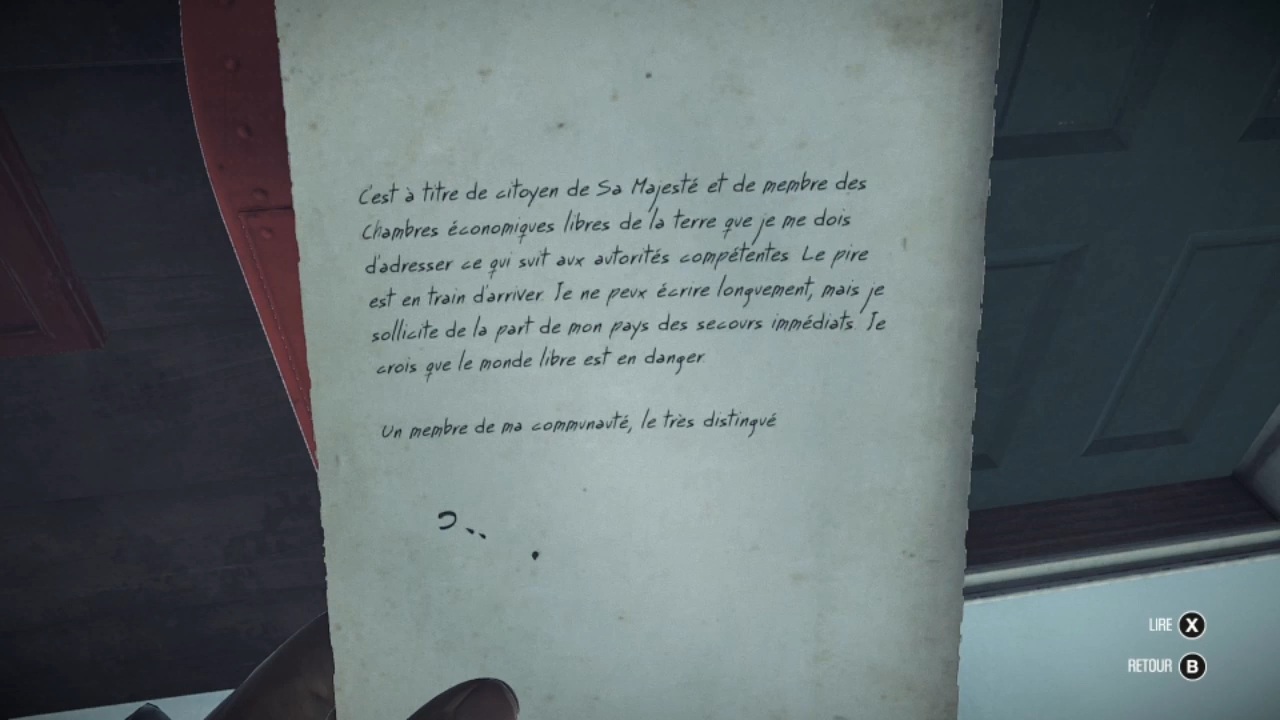 C'est à titre de citoyen de Sa Majesté et de membre des
Chambres économiques libres de la terre que je me dois
d'adresser ce qui suit aux autorités compétentes. Le pire
est en train d'arriver. Je ne peux écrire longuement, mais je
sollicite de la part de mon pays des secours immédiats. Je
crois que le monde libre est en danger.
Un membre de ma communauté, le très distingué
LIRE X
RETOUR B